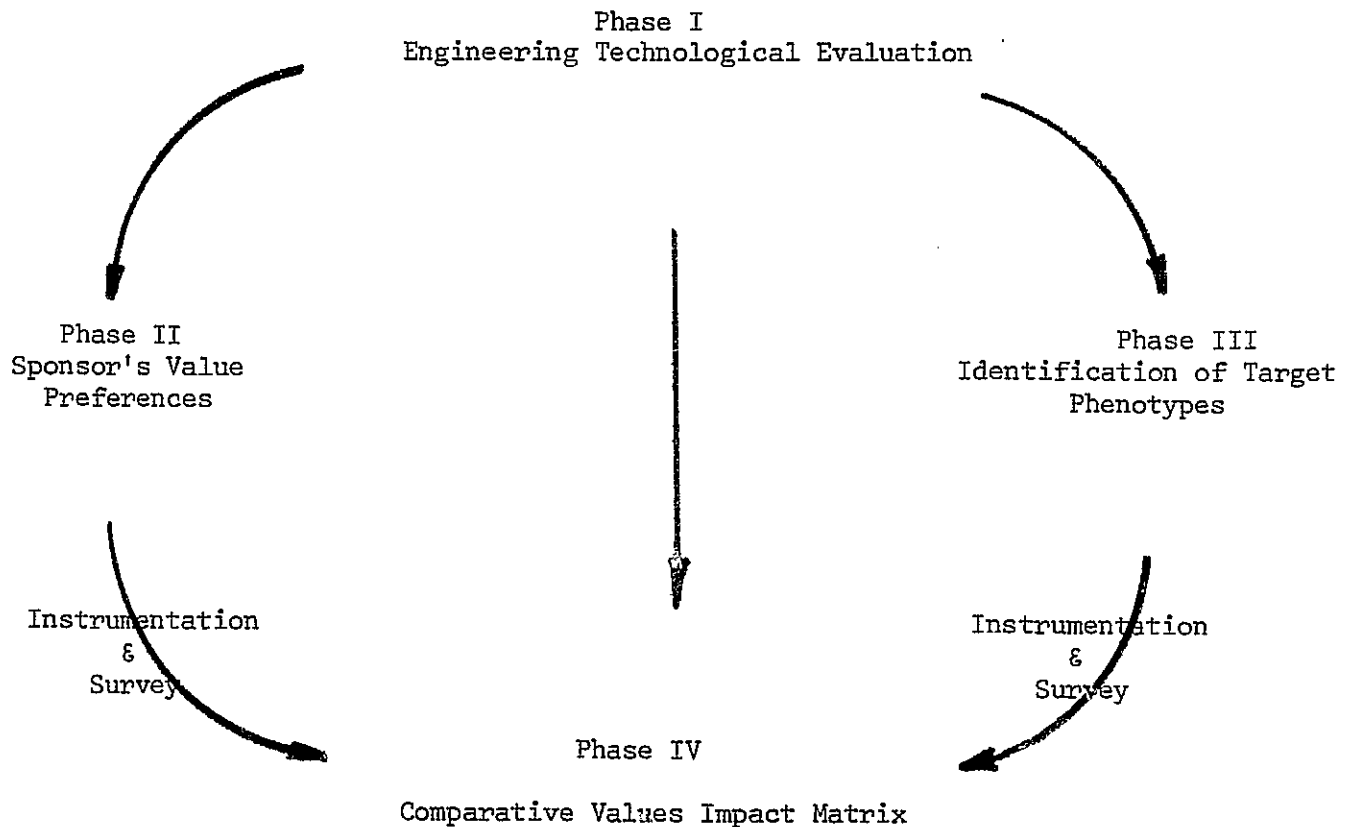 Phase I
Engineering Technological Evaluation
Phase II
Sponsor's Value
Preferences
Phase III
Identification of Target
Phenotypes
Instrumentation
&
Survey
Instrumentation
&
Survey
Phase IV
Comparative Values Impact Matrix